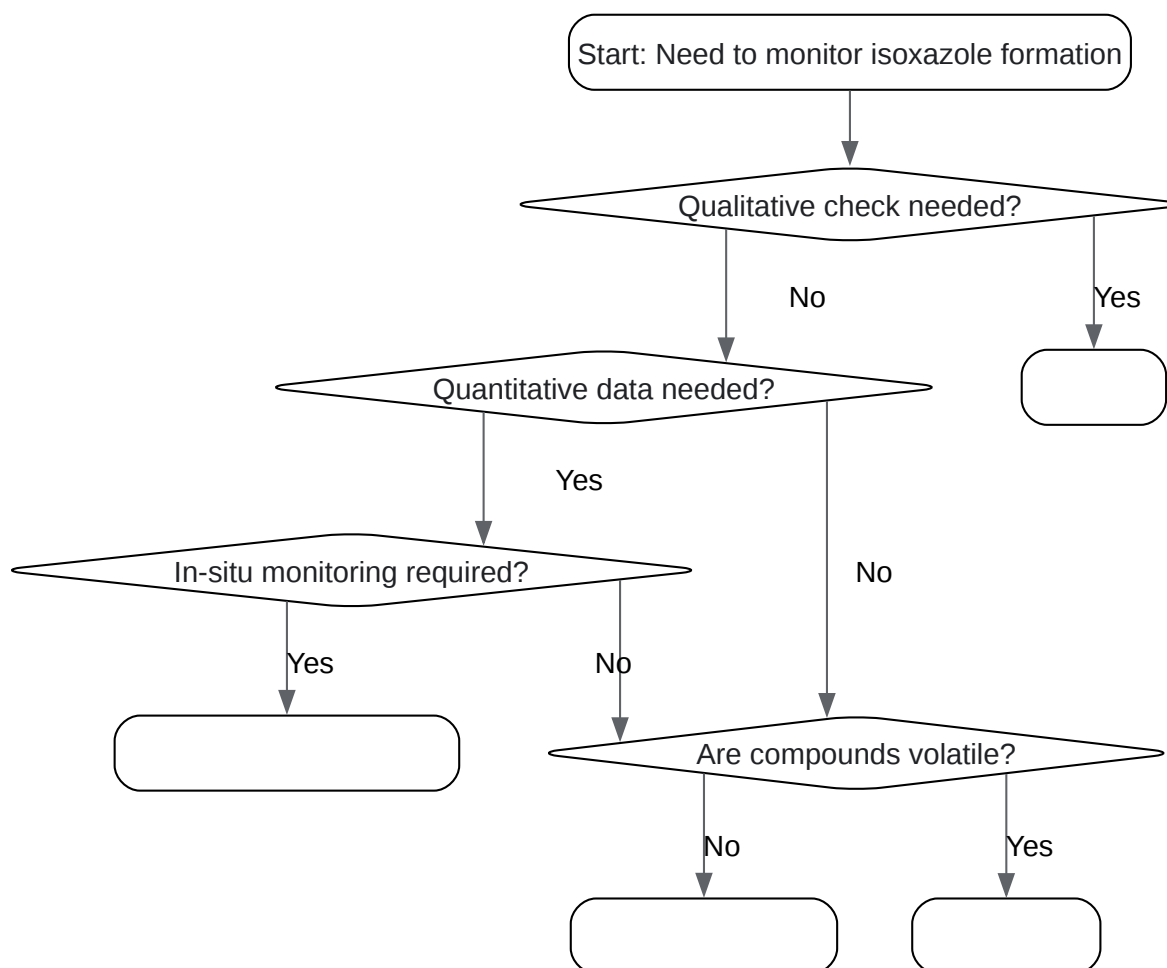 Start: Need to monitor isoxazole formation
Qualitative check needed?
No
Yes
Quantitative data needed?
Yes
In-situ monitoring required?
No
Yes
No
Are compounds volatile?
No
Yes